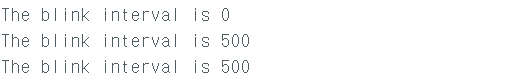 The blink interval is 0
The blink interval is 500
The blink interval is 500